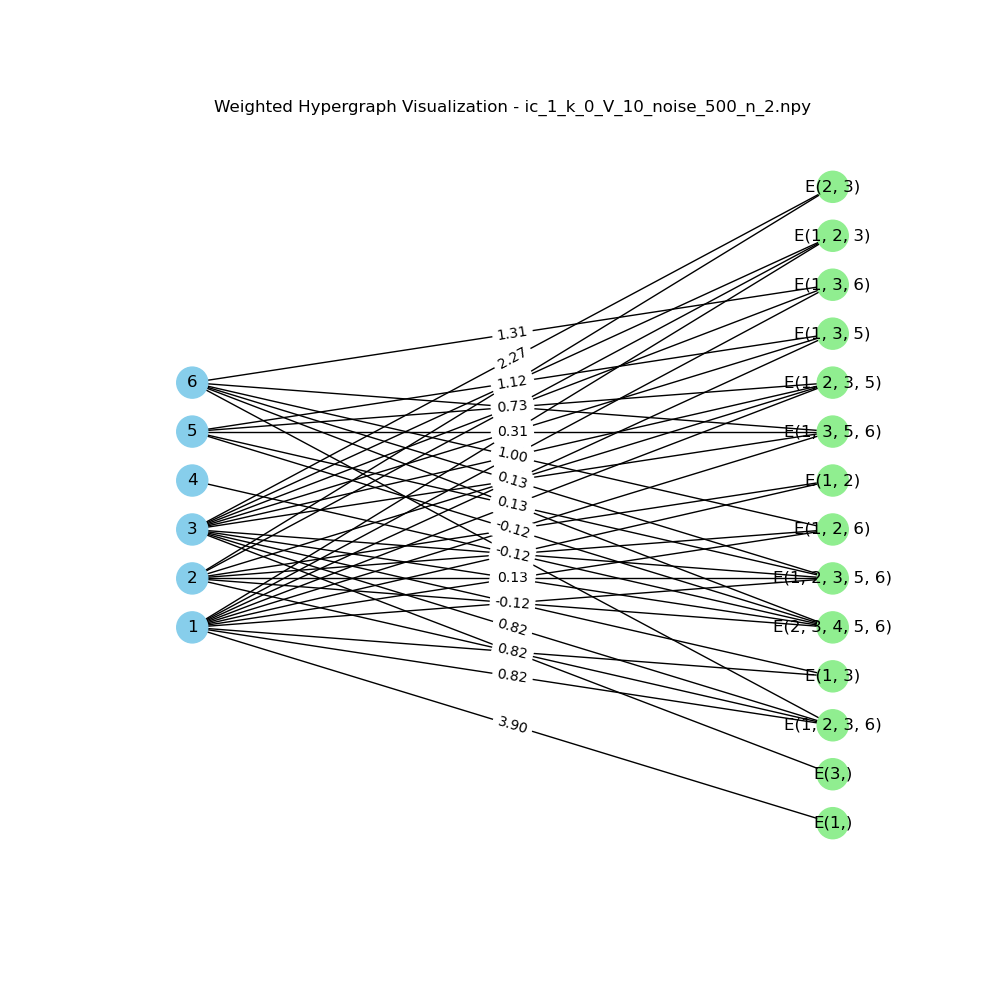 Weighted Hypergraph Visualization - ic_1_k_0_V_10_noise_500_n_2.npy
E(2, 3)
E(1, 2, 3)
E(1, 3, 6)
E(1, 3, 5)
E(1, 2, 3, 5)
E(1, 3, 5, 6)
E(1, 2)
E(1, 2, 6)
E(1, 2, 3, 5, 6)
E(2, 3, 4, 5, 6)
E(1, 3)
E(1, 2, 3, 6)
E(3,)
E(1,)
6
5
4
3
2
1
1.31
2.27
1.12
0.73
0.31
1.00
0.13
0.13
-0.12
-0.12
0.13
-0.12
0.82
0.82
0.82
3.90